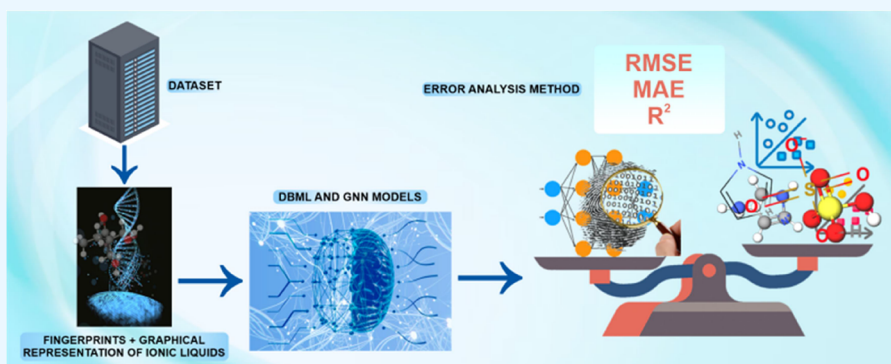 DATASET
ERROR ANALYSIS METHOD
RMSE
MAE
R²
DBML AND GNN MODELS
FINGERPRINTS + GRAPHICAL
REPRESENTATION OF IONIC LIQUIDS
H
N
S
O
O
O
O
H